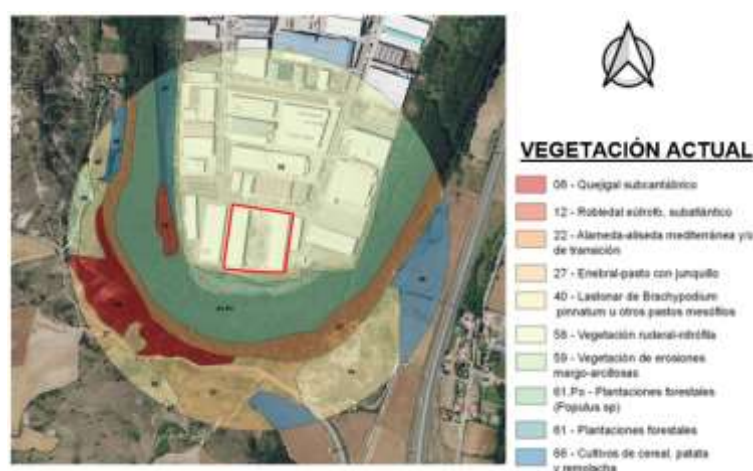 VEGETACIÓN ACTUAL
06 - Quejigal subcantábrico
12 - Robledal eútrofo, subatlántico
22 - Alameda-aliseda mediterránea y/o
de transición
27 - Enebral-pasto con junquillo
40 - Lastonar de Brachypodium
pinnatum u otros pastos mesófilos
58 - Vegetación ruderal-nitrófila
59 - Vegetación de erosiones
margo-arcillosas
61.Po - Plantaciones forestales
(Populus sp)
61 - Plantaciones forestales
66 - Cultivos de cereal, patata
y remolacha